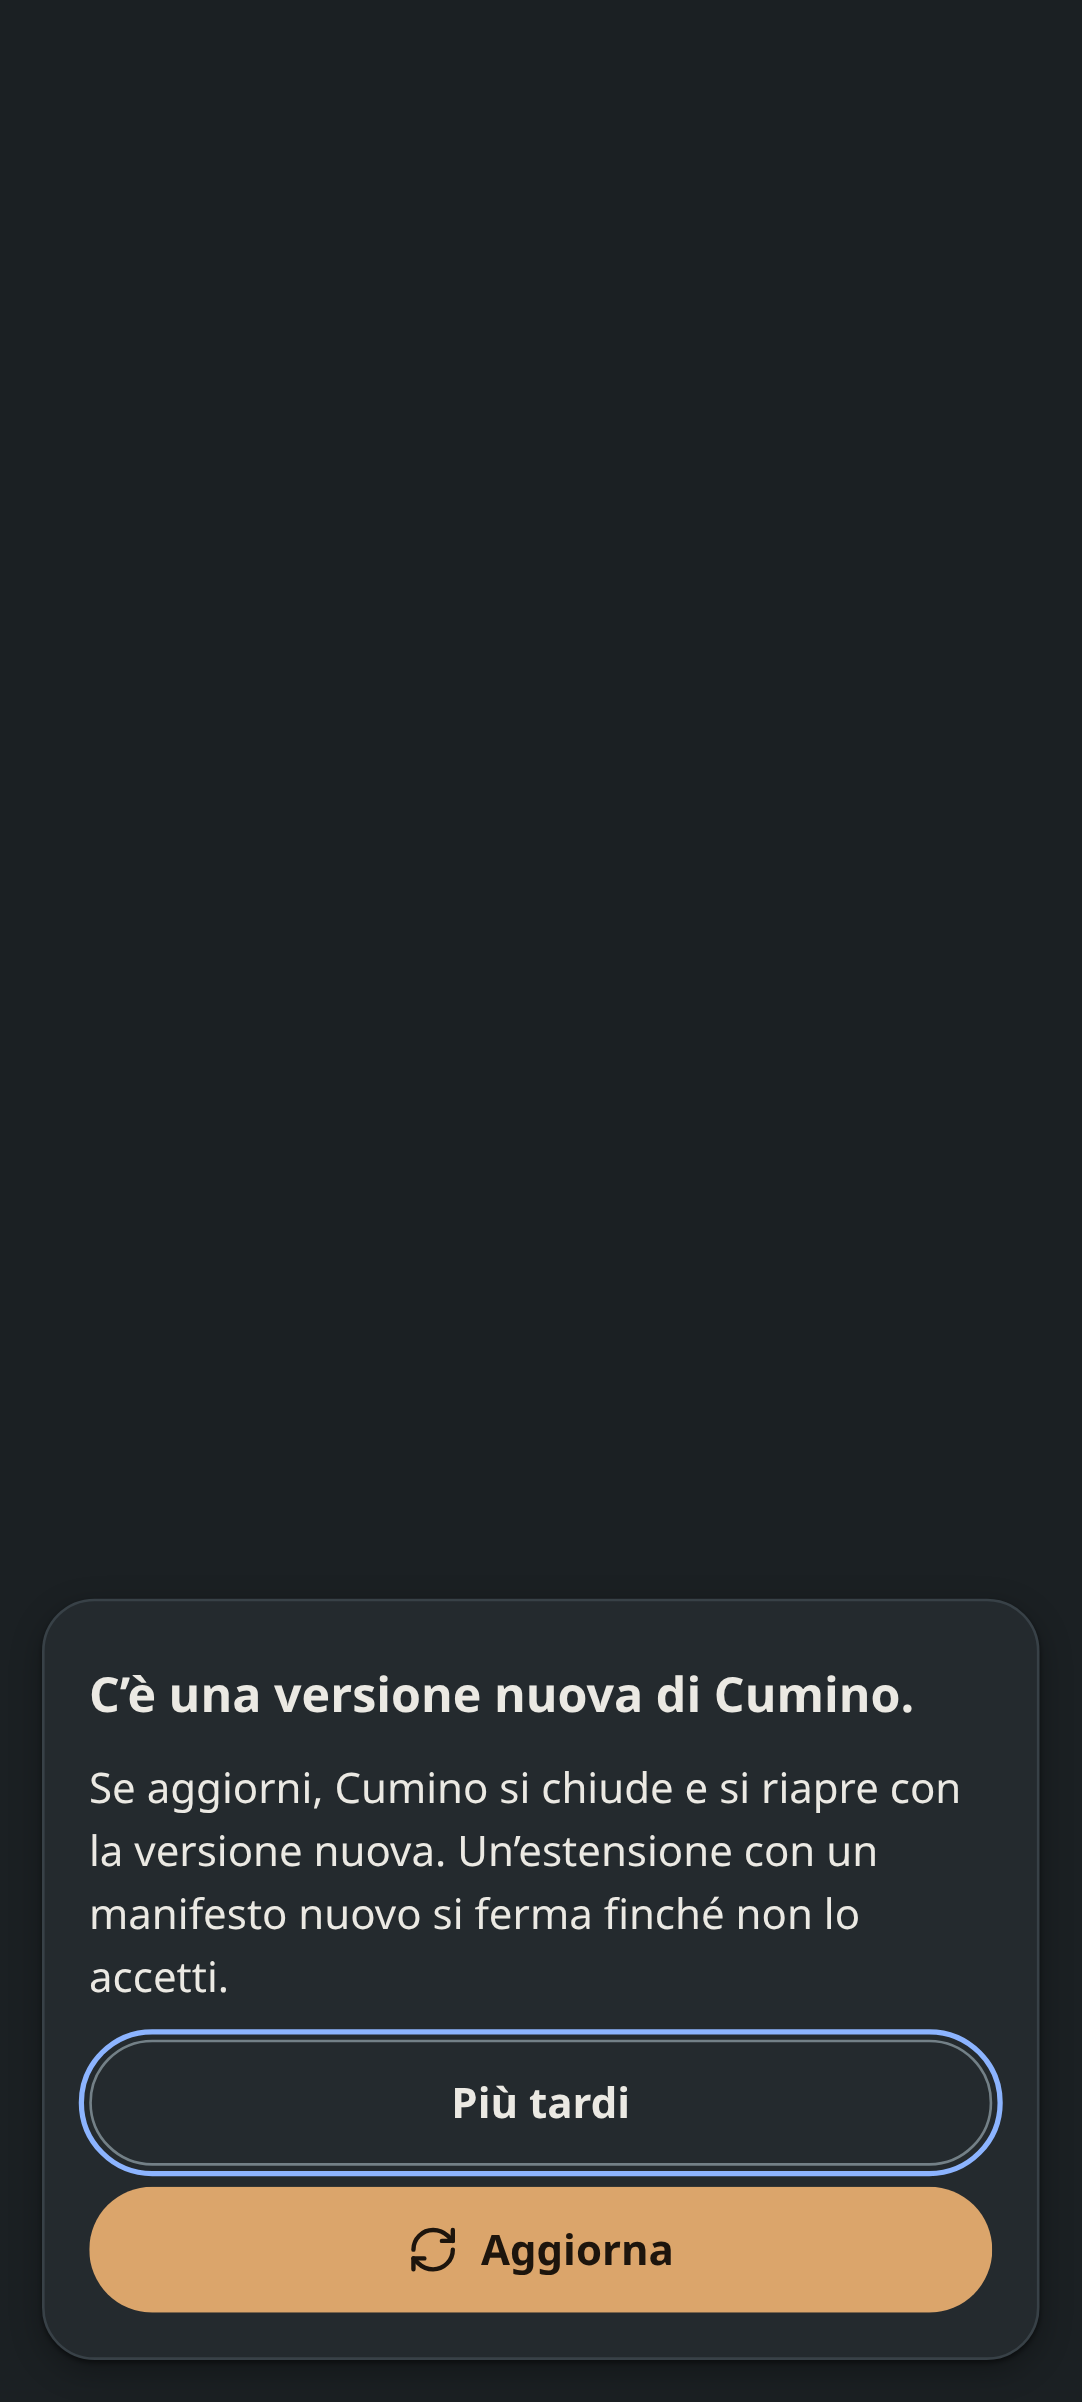 C’è una versione nuova di Cumino.
Se aggiorni, Cumino si chiude e si riapre con
la versione nuova. Un’estensione con un
manifesto nuovo si ferma finché non lo
accetti.
Più tardi
Aggiorna